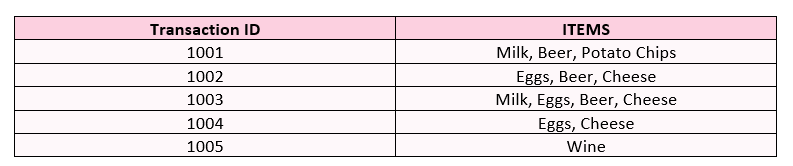 Transaction ID ITEMS
1001 Milk, Beer, Potato Chips
1002 Eggs, Beer, Cheese
1003 Milk, Eggs, Beer, Cheese
1004 Eggs, Cheese
1005 Wine